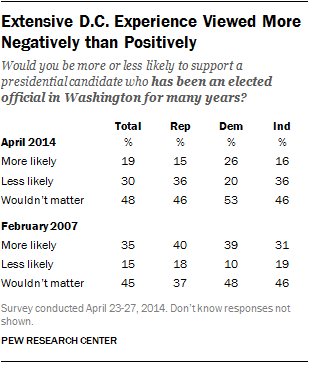 Extensive D.C. Experience Viewed More
Negatively than Positively
Would you be more or less likely to support a
presidential candidate who has been an elected
official in Washington for many years?
Total Rep Dem Ind
April 2014 % % % %
More likely 19 15 26 16
Less likely 30 36 20 36
Wouldn't matter 48 46 53 46
February 2007
More likely 35 40 39 31
Less likely 15 18 10 19
Wouldn't matter 45 37 48 46
Survey conducted April 23-27, 2014. Don't know responses not
shown.
PEW RESEARCH CENTER